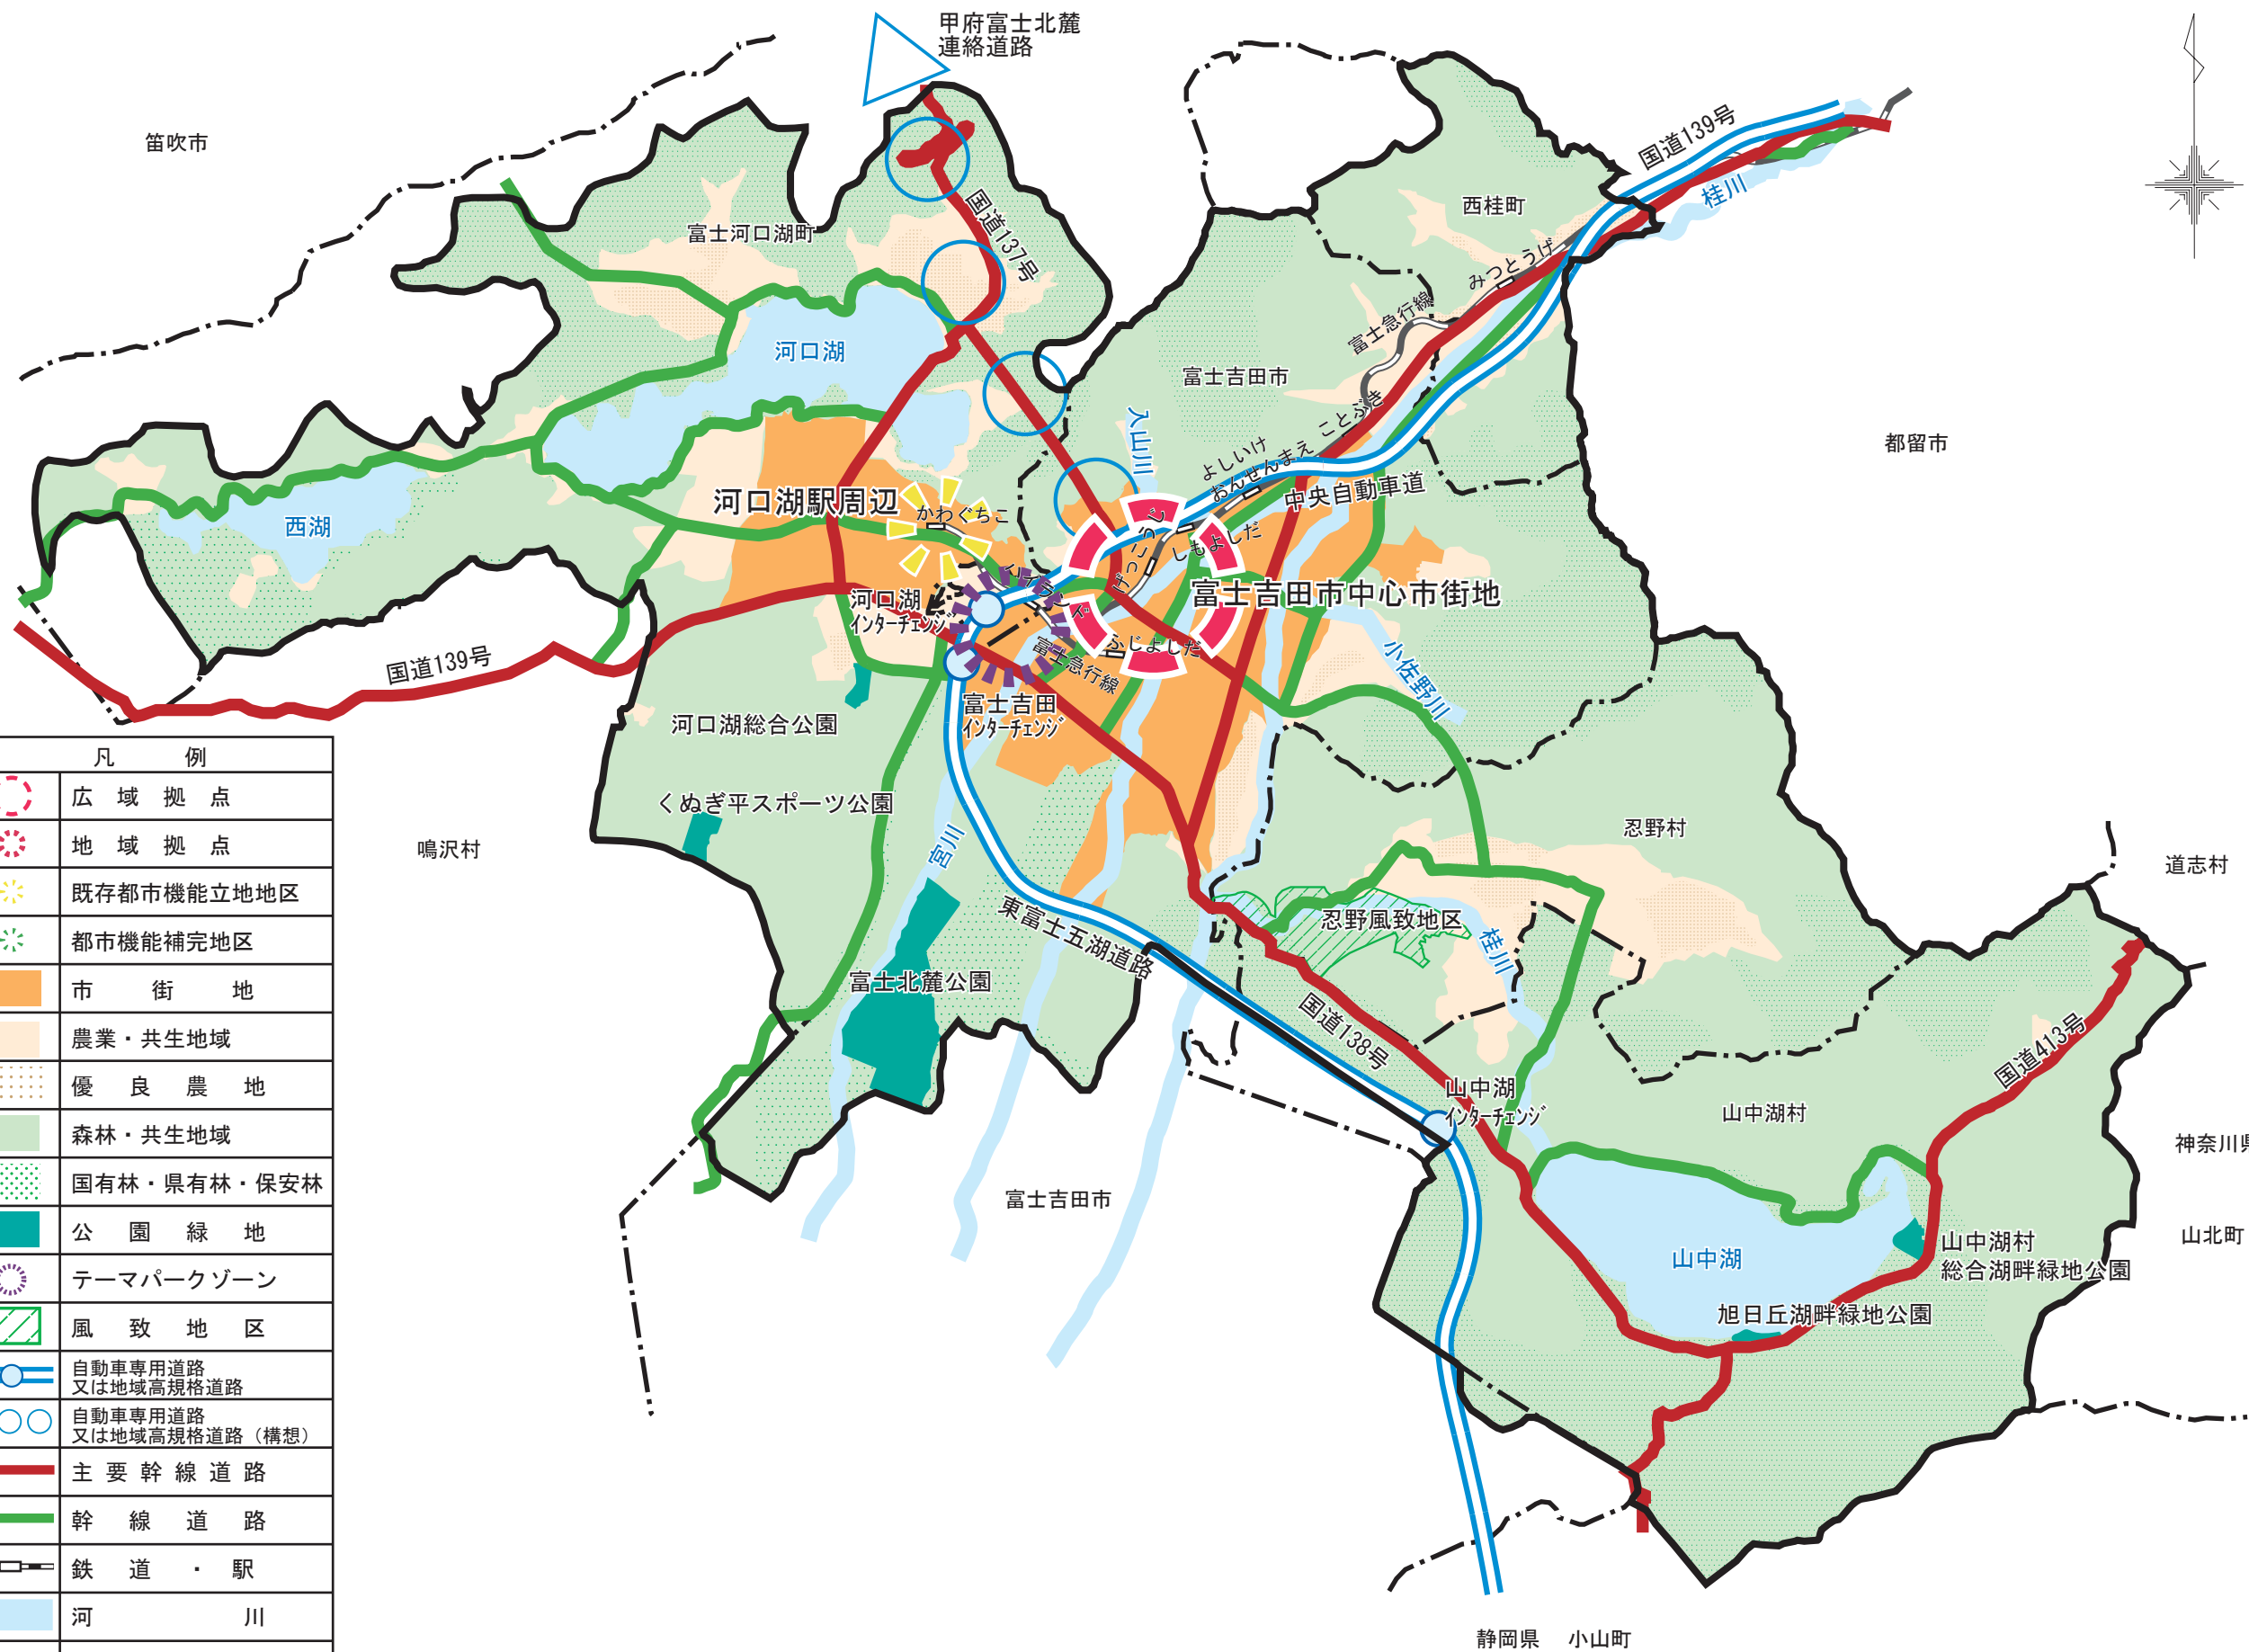 甲府富士北麓
連絡道路
笛吹市
国道139号
桂川
西桂町
富士河口湖町
国道137号
みつとうげ
富士急行線
河口湖
富士吉田市
入山川
ことぶき
よしいけ
おんせんまえ
都留市
中央自動車道
河口湖駅周辺
かわぐちこ
西湖
げっこうじ
しもよしだ
富士吉田市中心市街地
河口湖
インターチェンジ
ふじよしだ
富士急行線
小佐野川
国道139号
富士吉田
インターチェンジ
河口湖総合公園
くぬぎ平スポーツ公園
宮川
鳴沢村
忍野村
道志村
忍野風致地区
桂川
東富士五湖道路
富士北麓公園
国道138号
国道413号
山中湖
インターチェンジ
山中湖村
神奈川県
富士吉田市
山北町
山中湖
山中湖村
総合湖畔緑地公園
旭日丘湖畔緑地公園
静岡県 小山町
凡 例
広域拠点
地域拠点
既存都市機能立地地区
都市機能補完地区
市街地
農業・共生地域
優良農地
森林・共生地域
国有林・県有林・保安林
公園緑地
テーマパークゾーン
風致地区
自動車専用道路
又は地域高規格道路
自動車専用道路
又は地域高規格道路（構想）
主要幹線道路
幹線道路
鉄道・駅
河川